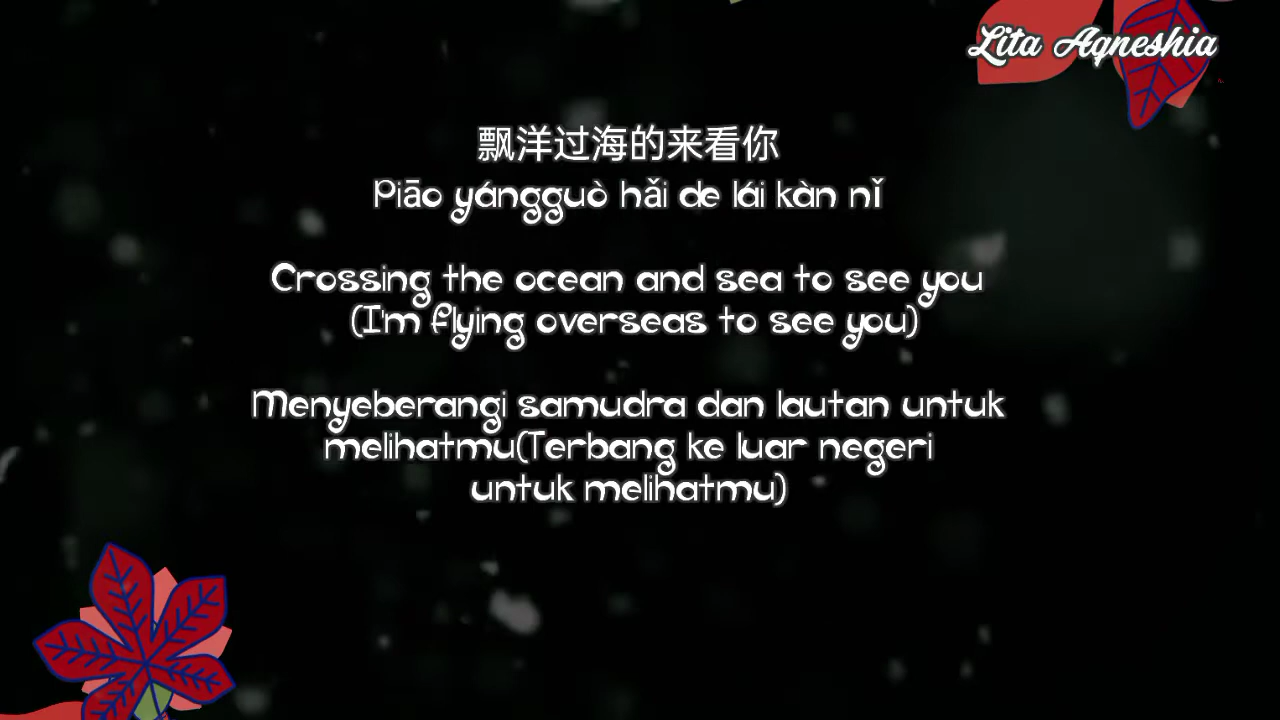 Lita Agneshia
飘洋过海的来看你
Piāo yángguò hǎi de lái kàn nǐ
Crossing the ocean and sea to see you
(I'm flying overseas to see you)
Menyeberangi samudra dan lautan untuk
melihatmu(Terbang ke luar negeri
untuk melihatmu)